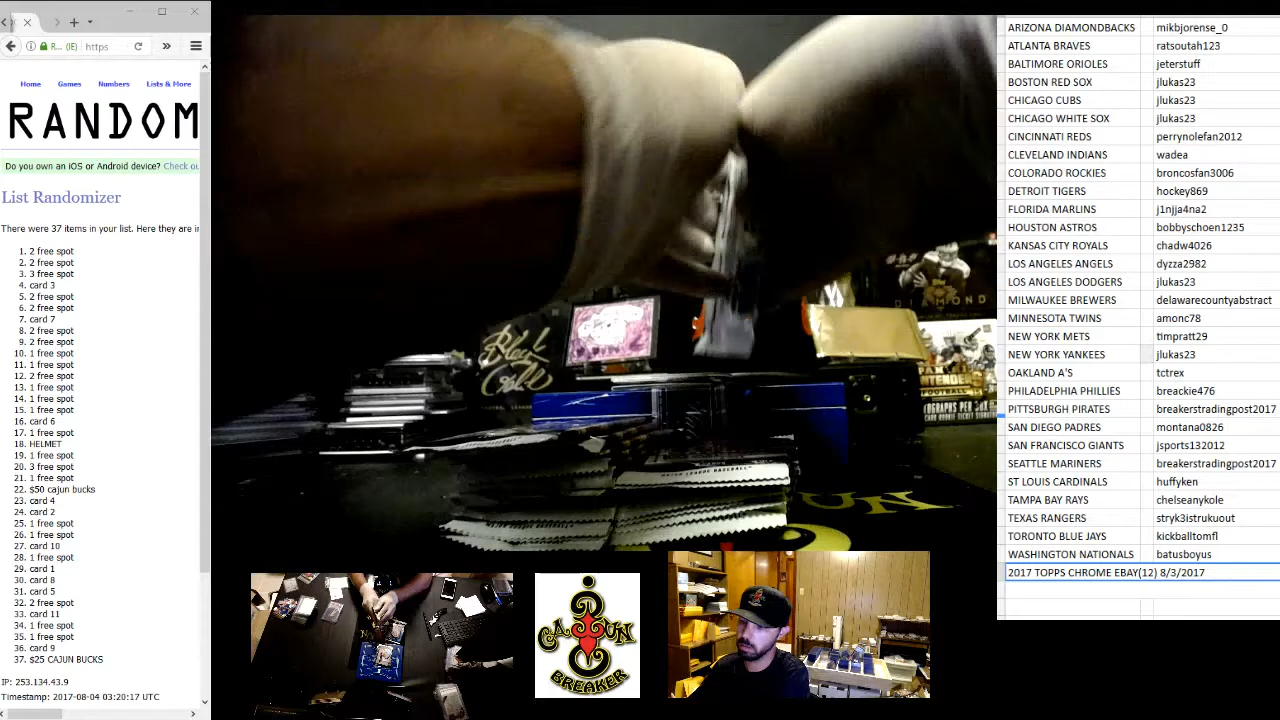 R... (IE)
https
Home Games Numbers Lists & More
RANDOM
Do you own an iOS or Android device? Check ou
List Randomizer
There were 37 items in your list. Here they are i
1. 2 free spot
2. 2 free spot
3. 3 free spot
4. card 3
5. 2 free spot
6. 2 free spot
7. card 7
8. 2 free spot
9. 2 free spot
10. 1 free spot
11. 1 free spot
12. 2 free spot
13. 1 free spot
14. 1 free spot
15. 1 free spot
16. card 6
17. 1 free spot
18. HELMET
19. 1 free spot
20. 3 free spot
21. 1 free spot
22. $50 cajun bucks
23. card 4
24. card 2
25. 1 free spot
26. 1 free spot
27. card 10
28. 1 free spot
29. card 1
30. card 8
31. card 5
32. 2 free spot
33. card 11
34. 1 free spot
35. 1 free spot
36. card 9
37. $25 CAJUN BUCKS
IP: 253.134.43.9
Timestamp: 2017-08-04 03:20:17 UTC
DIAMOND
FOOTBALL
MAJOR LEAGUE BASEBALL
CAJUN
BREAKER
ARIZONA DIAMONDBACKS mikbjorense_0
ATLANTA BRAVES ratsoutah123
BALTIMORE ORIOLES jeterstuff
BOSTON RED SOX jlukas23
CHICAGO CUBS jlukas23
CHICAGO WHITE SOX jlukas23
CINCINNATI REDS perrynolefan2012
CLEVELAND INDIANS wadea
COLORADO ROCKIES broncosfan3006
DETROIT TIGERS hockey869
FLORIDA MARLINS j1njja4na2
HOUSTON ASTROS bobbyschoen1235
KANSAS CITY ROYALS chadw4026
LOS ANGELES ANGELS dyzza2982
LOS ANGELES DODGERS jlukas23
MILWAUKEE BREWERS delawarecountyabstract
MINNESOTA TWINS amonc78
NEW YORK METS timpratt29
NEW YORK YANKEES jlukas23
OAKLAND A'S tctrex
PHILADELPHIA PHILLIES breackie476
PITTSBURGH PIRATES breakerstradingpost2017
SAN DIEGO PADRES montana0826
SAN FRANCISCO GIANTS jsports132012
SEATTLE MARINERS breakerstradingpost2017
ST LOUIS CARDINALS huffyken
TAMPA BAY RAYS chelseanykole
TEXAS RANGERS stryk3istrukuout
TORONTO BLUE JAYS kickballtomfl
WASHINGTON NATIONALS batusboyus
2017 TOPPS CHROME EBAY(12) 8/3/2017